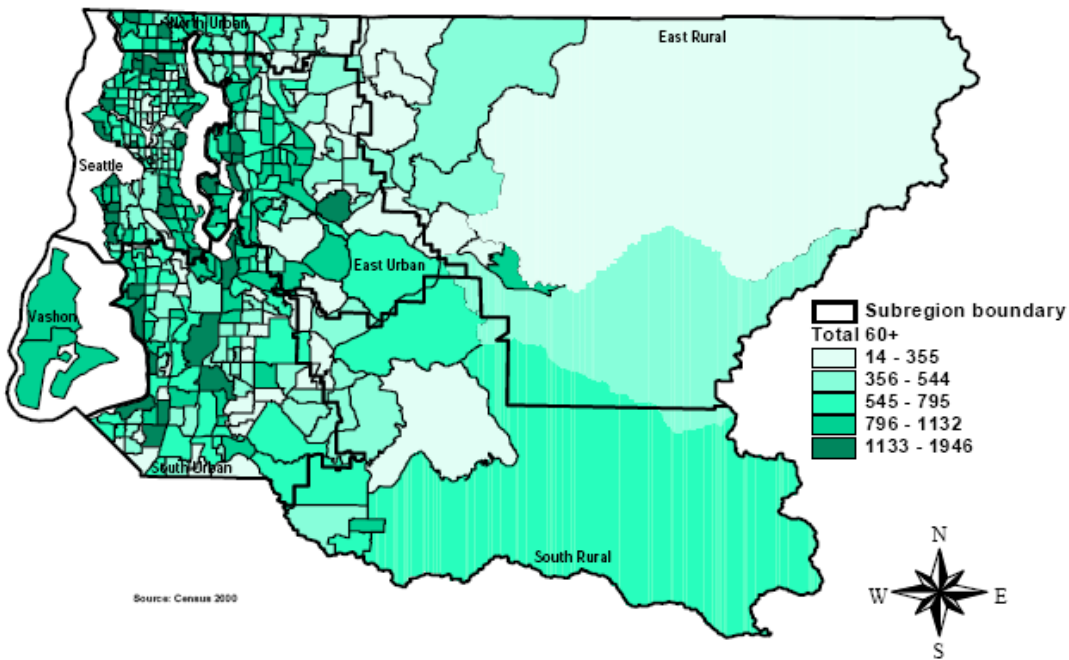 North Urban
East Rural
Seattle
East Urban
Vashon
Subregion boundary
Total 60+
14 - 355
356 - 544
545 - 795
796 - 1132
1133 - 1946
South Urban
South Rural
Source: Census 2000
N
W E
S